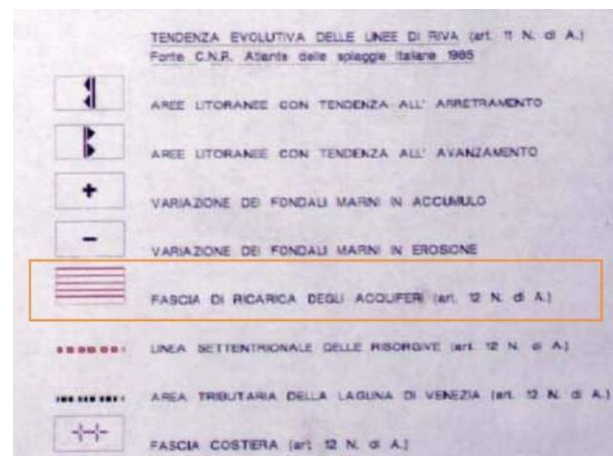 TENDENZA EVOLUTIVA DELLE LINEE DI RIVA (art. 11 N. di A.)
Fonte C.N.R. Atlante delle spiagge italiane 1985
AREE LITORANEE CON TENDENZA ALL' ARRETRAMENTO
AREE LITORANEE CON TENDENZA ALL' AVANZAMENTO
VARIAZIONE DEI FONDALI MARINI IN ACCUMULO
VARIAZIONE DEI FONDALI MARINI IN EROSIONE
FASCIA DI RICARICA DEGLI ACQUIFERI (art. 12 N. di A.)
LINEA SETTENTRIONALE DELLE RISORGIVE (art. 12 N. di A.)
AREA TRIBUTARIA DELLA LAGUNA DI VENEZIA (art. 12 N. di A.)
FASCIA COSTIERA (art. 12 N. di A.)